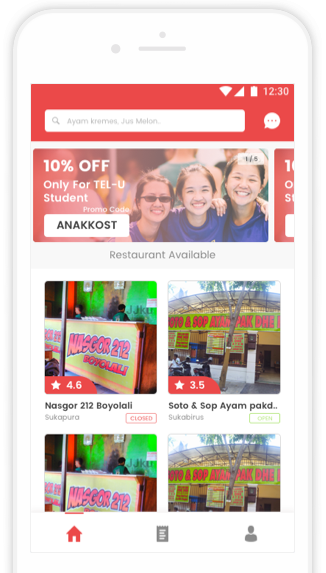 12:30
Ayam kremes, Jus Melon..
10% OFF
1 / 6
Only For TEL-U
Student
Promo Code
ANAKKOST
10
Restaurant Available
NASGOR 212
BOYOLALI
4.6
3.5
Nasgor 212 Boyolali
Sukapura
CLOSED
Soto & Sop Ayam pakd..
Sukabirus
OPEN
NASGOR 212